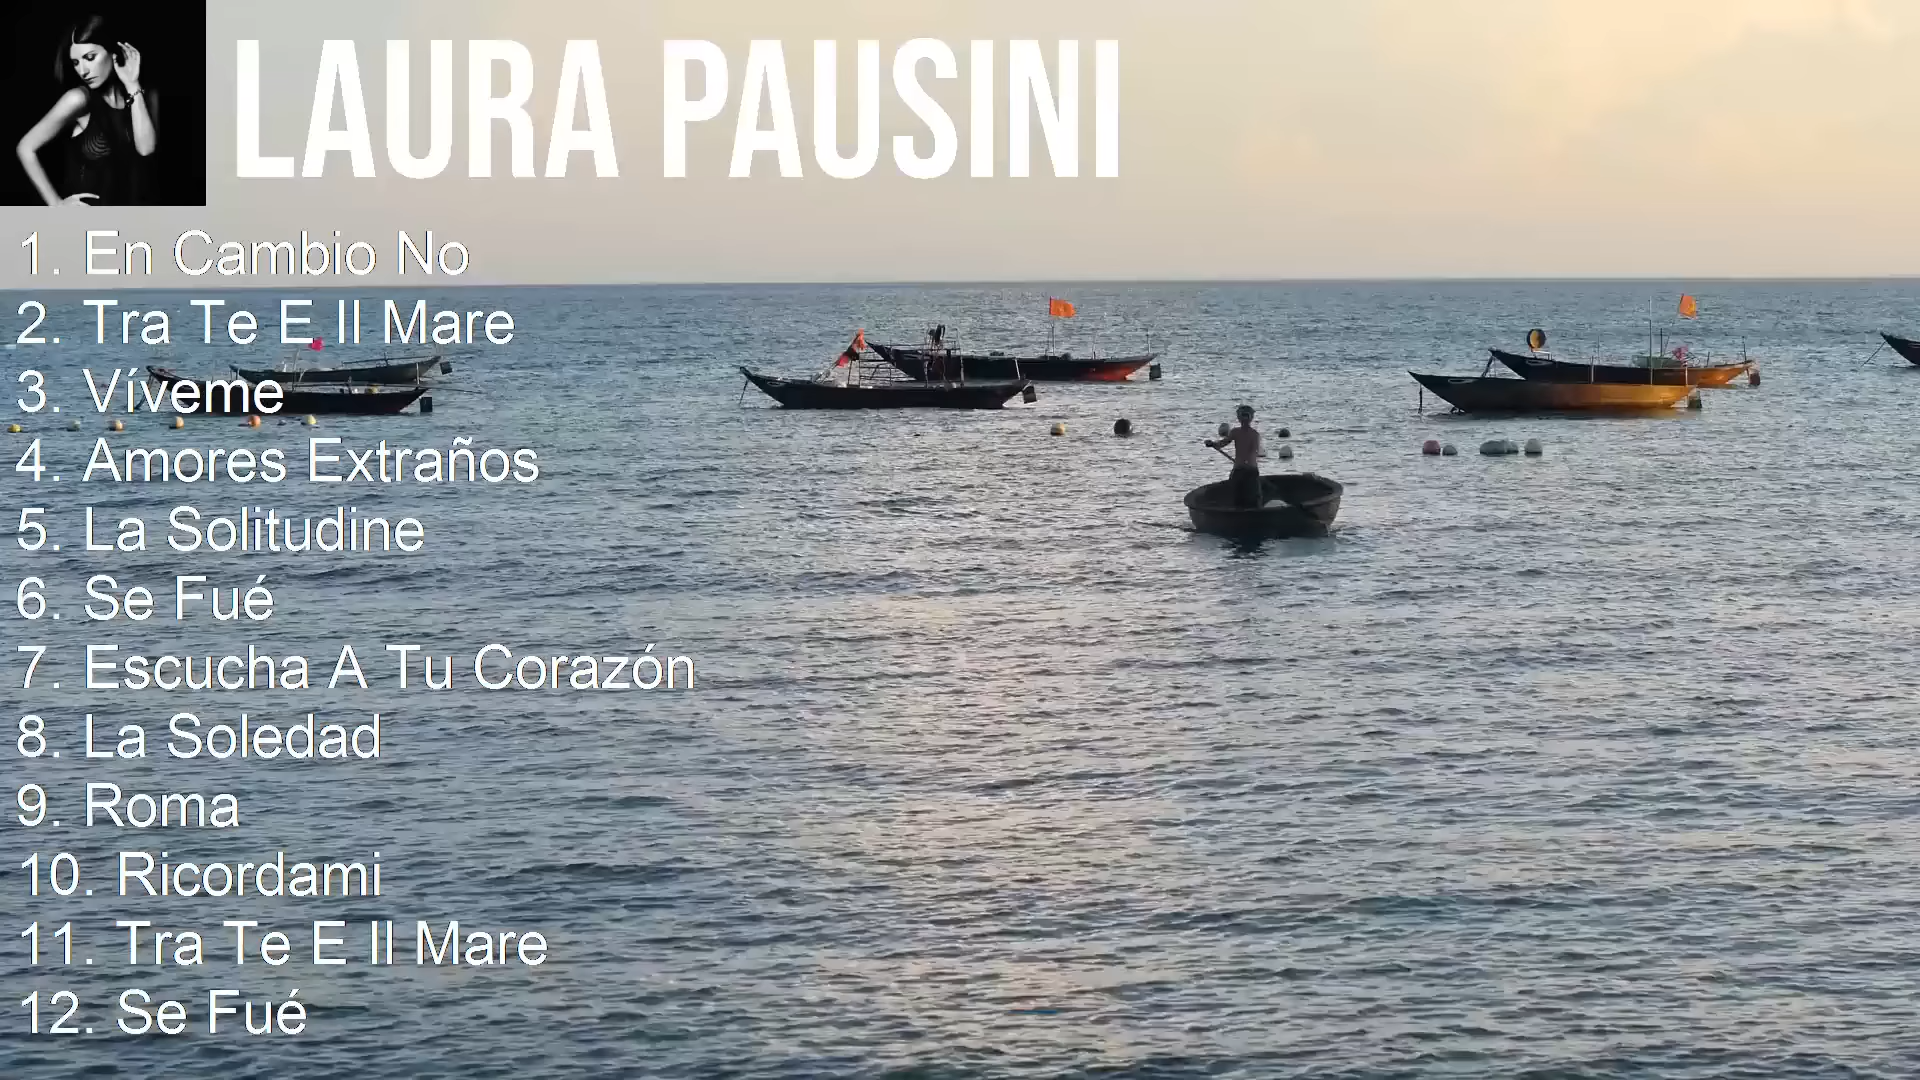 LAURA PAUSINI
1. En Cambio No
2. Tra Te E Il Mare
3. Víveme
4. Amores Extraños
5. La Solitudine
6. Se Fué
7. Escucha A Tu Corazón
8. La Soledad
9. Roma
10. Ricordami
11. Tra Te E Il Mare
12. Se Fué